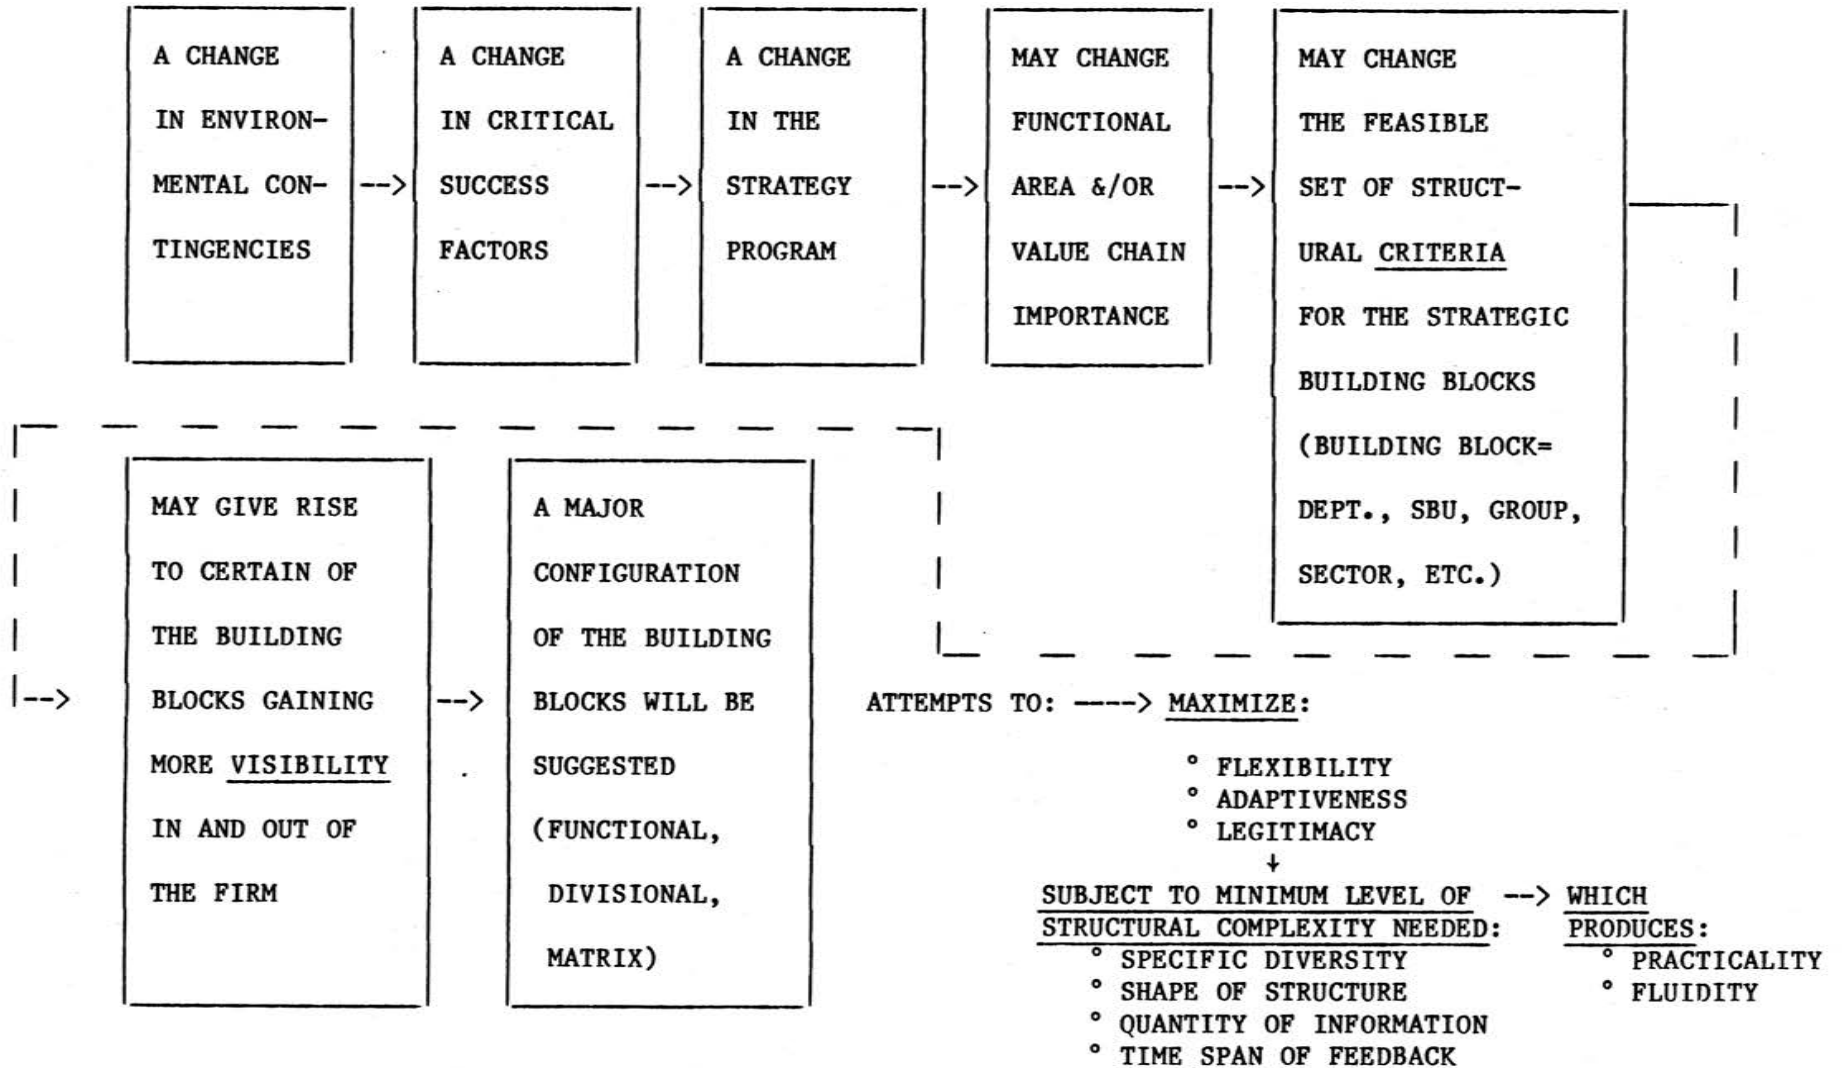 A CHANGE
IN ENVIRON-
MENTAL CON-
TINGENCIES
-->
A CHANGE
IN CRITICAL
SUCCESS
FACTORS
-->
A CHANGE
IN THE
STRATEGY
PROGRAM
-->
MAY CHANGE
FUNCTIONAL
AREA &/OR
VALUE CHAIN
IMPORTANCE
-->
MAY CHANGE
THE FEASIBLE
SET OF STRUCT-
URAL CRITERIA
FOR THE STRATEGIC
BUILDING BLOCKS
(BUILDING BLOCK=
DEPT., SBU, GROUP,
SECTOR, ETC.)
-->
MAY GIVE RISE
TO CERTAIN OF
THE BUILDING
BLOCKS GAINING
MORE VISIBILITY
IN AND OUT OF
THE FIRM
-->
A MAJOR
CONFIGURATION
OF THE BUILDING
BLOCKS WILL BE
SUGGESTED
(FUNCTIONAL,
DIVISIONAL,
MATRIX)
ATTEMPTS TO: ----> MAXIMIZE:
° FLEXIBILITY
° ADAPTIVENESS
° LEGITIMACY
↓
SUBJECT TO MINIMUM LEVEL OF
STRUCTURAL COMPLEXITY NEEDED:
° SPECIFIC DIVERSITY
° SHAPE OF STRUCTURE
° QUANTITY OF INFORMATION
° TIME SPAN OF FEEDBACK
--> WHICH
PRODUCES:
° PRACTICALITY
° FLUIDITY